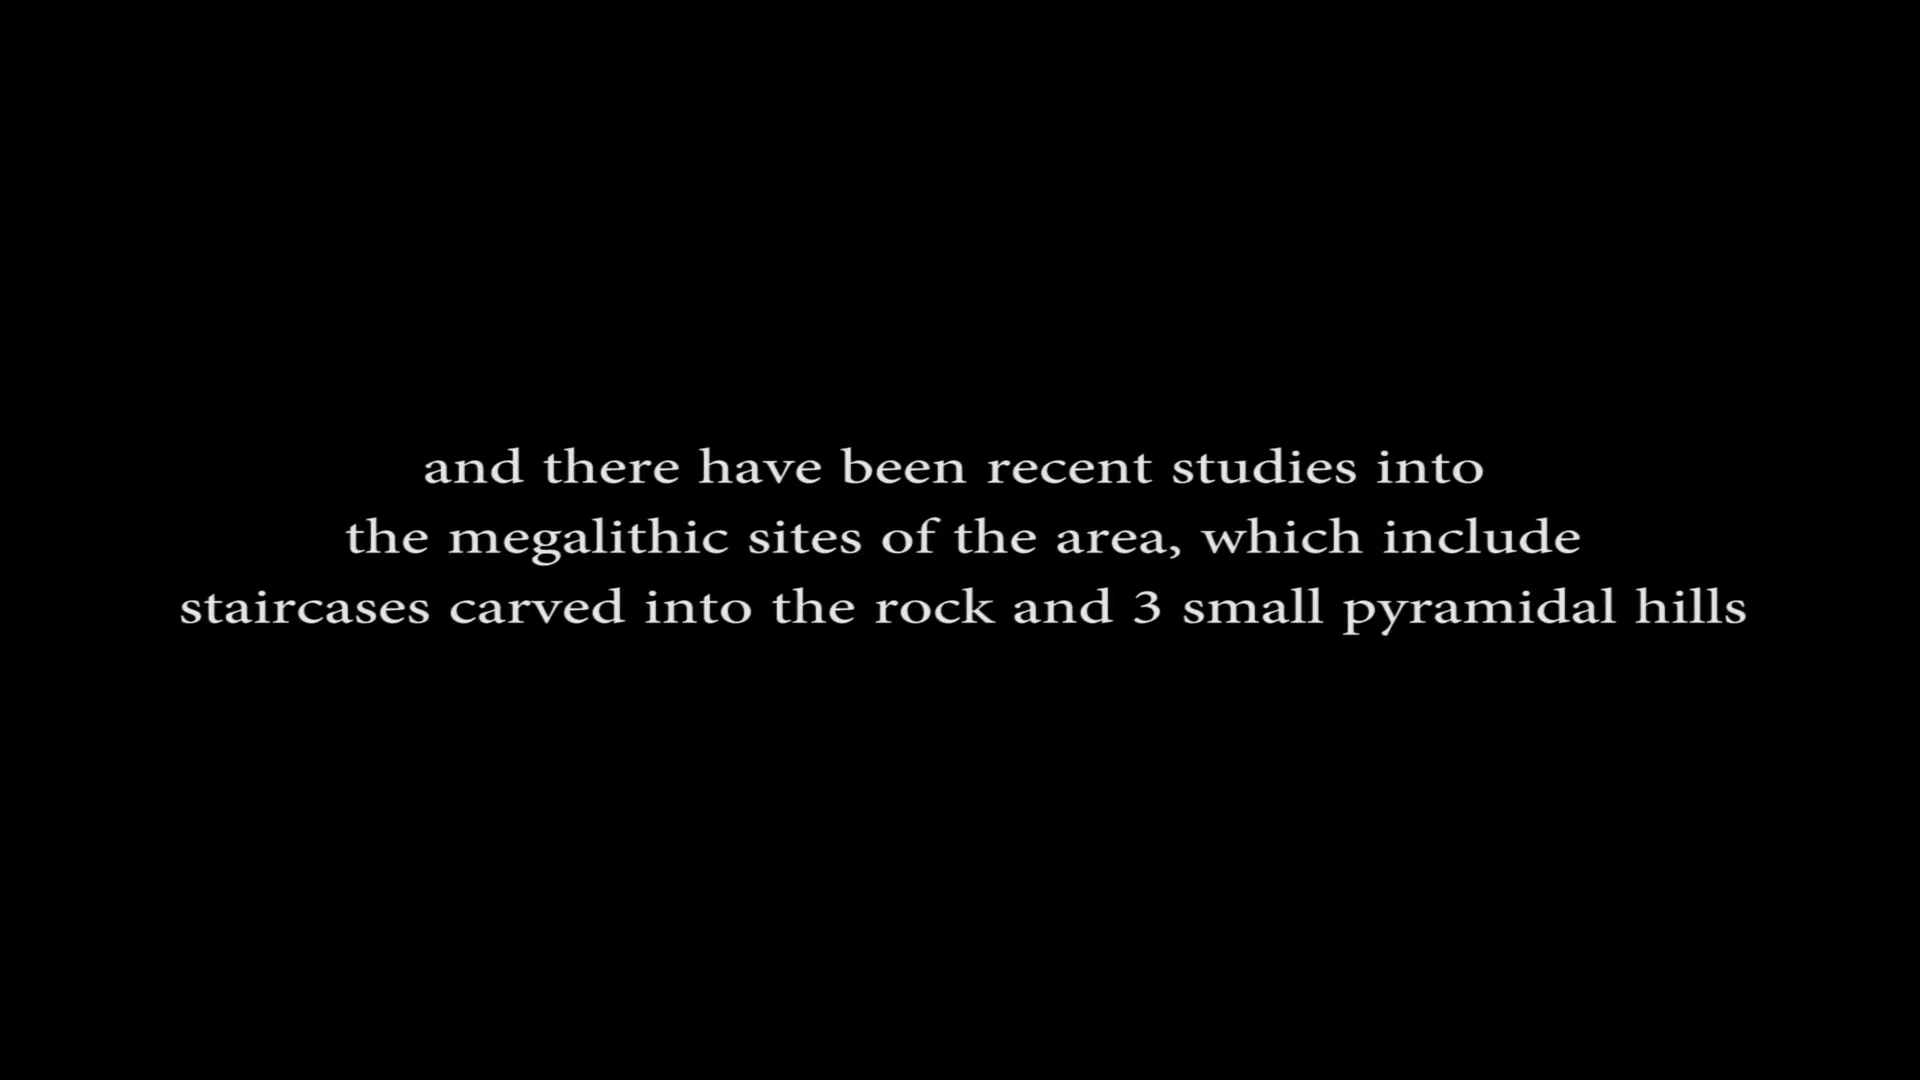 and there have been recent studies into
the megalithic sites of the area, which include
staircases carved into the rock and 3 small pyramidal hills